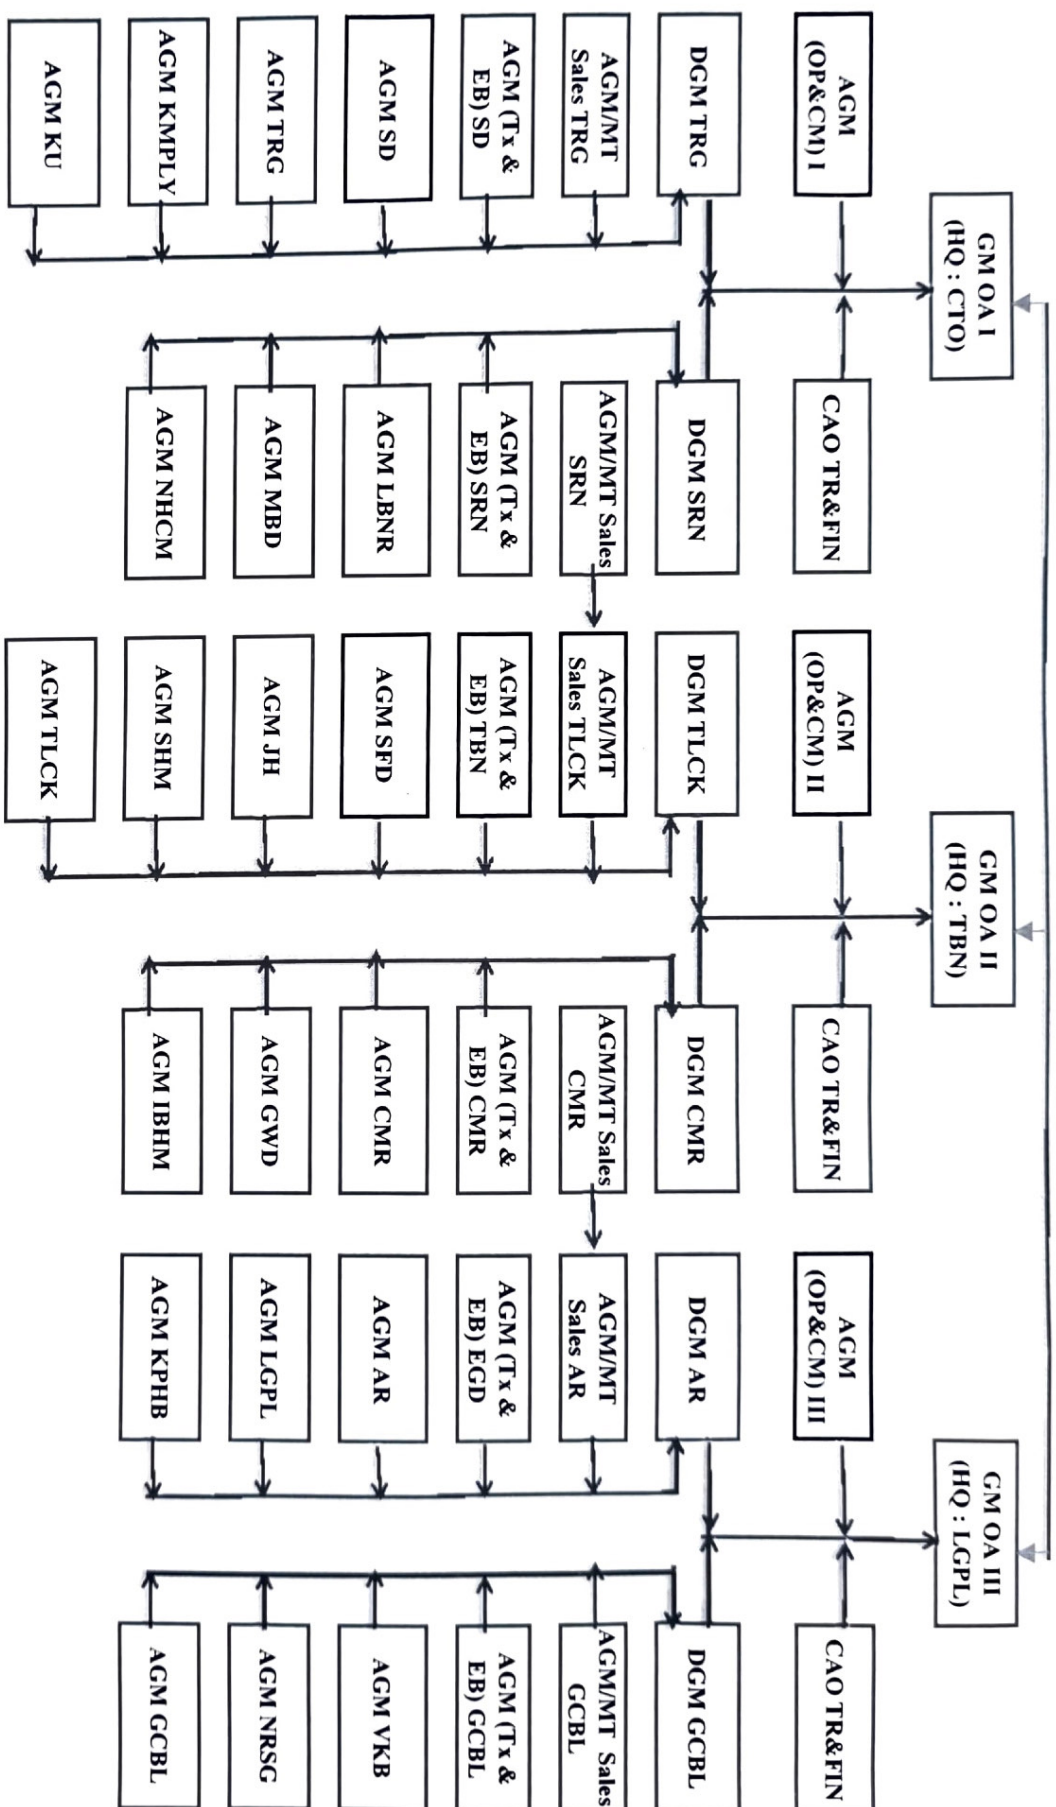 GM OA I
(HQ : CTO)
GM OA II
(HQ : TBN)
GM OA III
(HQ : LGPL)
AGM
(OP&CM) I
CAO TR&FIN
AGM
(OP&CM) II
CAO TR&FIN
AGM
(OP&CM) III
CAO TR&FIN
DGM TRG
DGM SRN
DGM TLCK
DGM CMR
DGM AR
DGM GCBL
AGM/MT
Sales TRG
AGM/MT Sales
SRN
AGM/MT
Sales TLCK
AGM/MT Sales
CMR
AGM/MT
Sales AR
AGM/MT Sales
GCBL
AGM (Tx &
EB) SD
AGM (Tx &
EB) SRN
AGM (Tx &
EB) TBN
AGM (Tx &
EB) CMR
AGM (Tx &
EB) EGD
AGM (Tx &
EB) GCBL
AGM SD
AGM LBNR
AGM SFD
AGM CMR
AGM AR
AGM VKB
AGM TRG
AGM MBD
AGM JH
AGM GWD
AGM LGPL
AGM NRSG
AGM KMPLY
AGM NHCM
AGM SHM
AGM IBHM
AGM KPHB
AGM GCBL
AGM KU
AGM TLCK